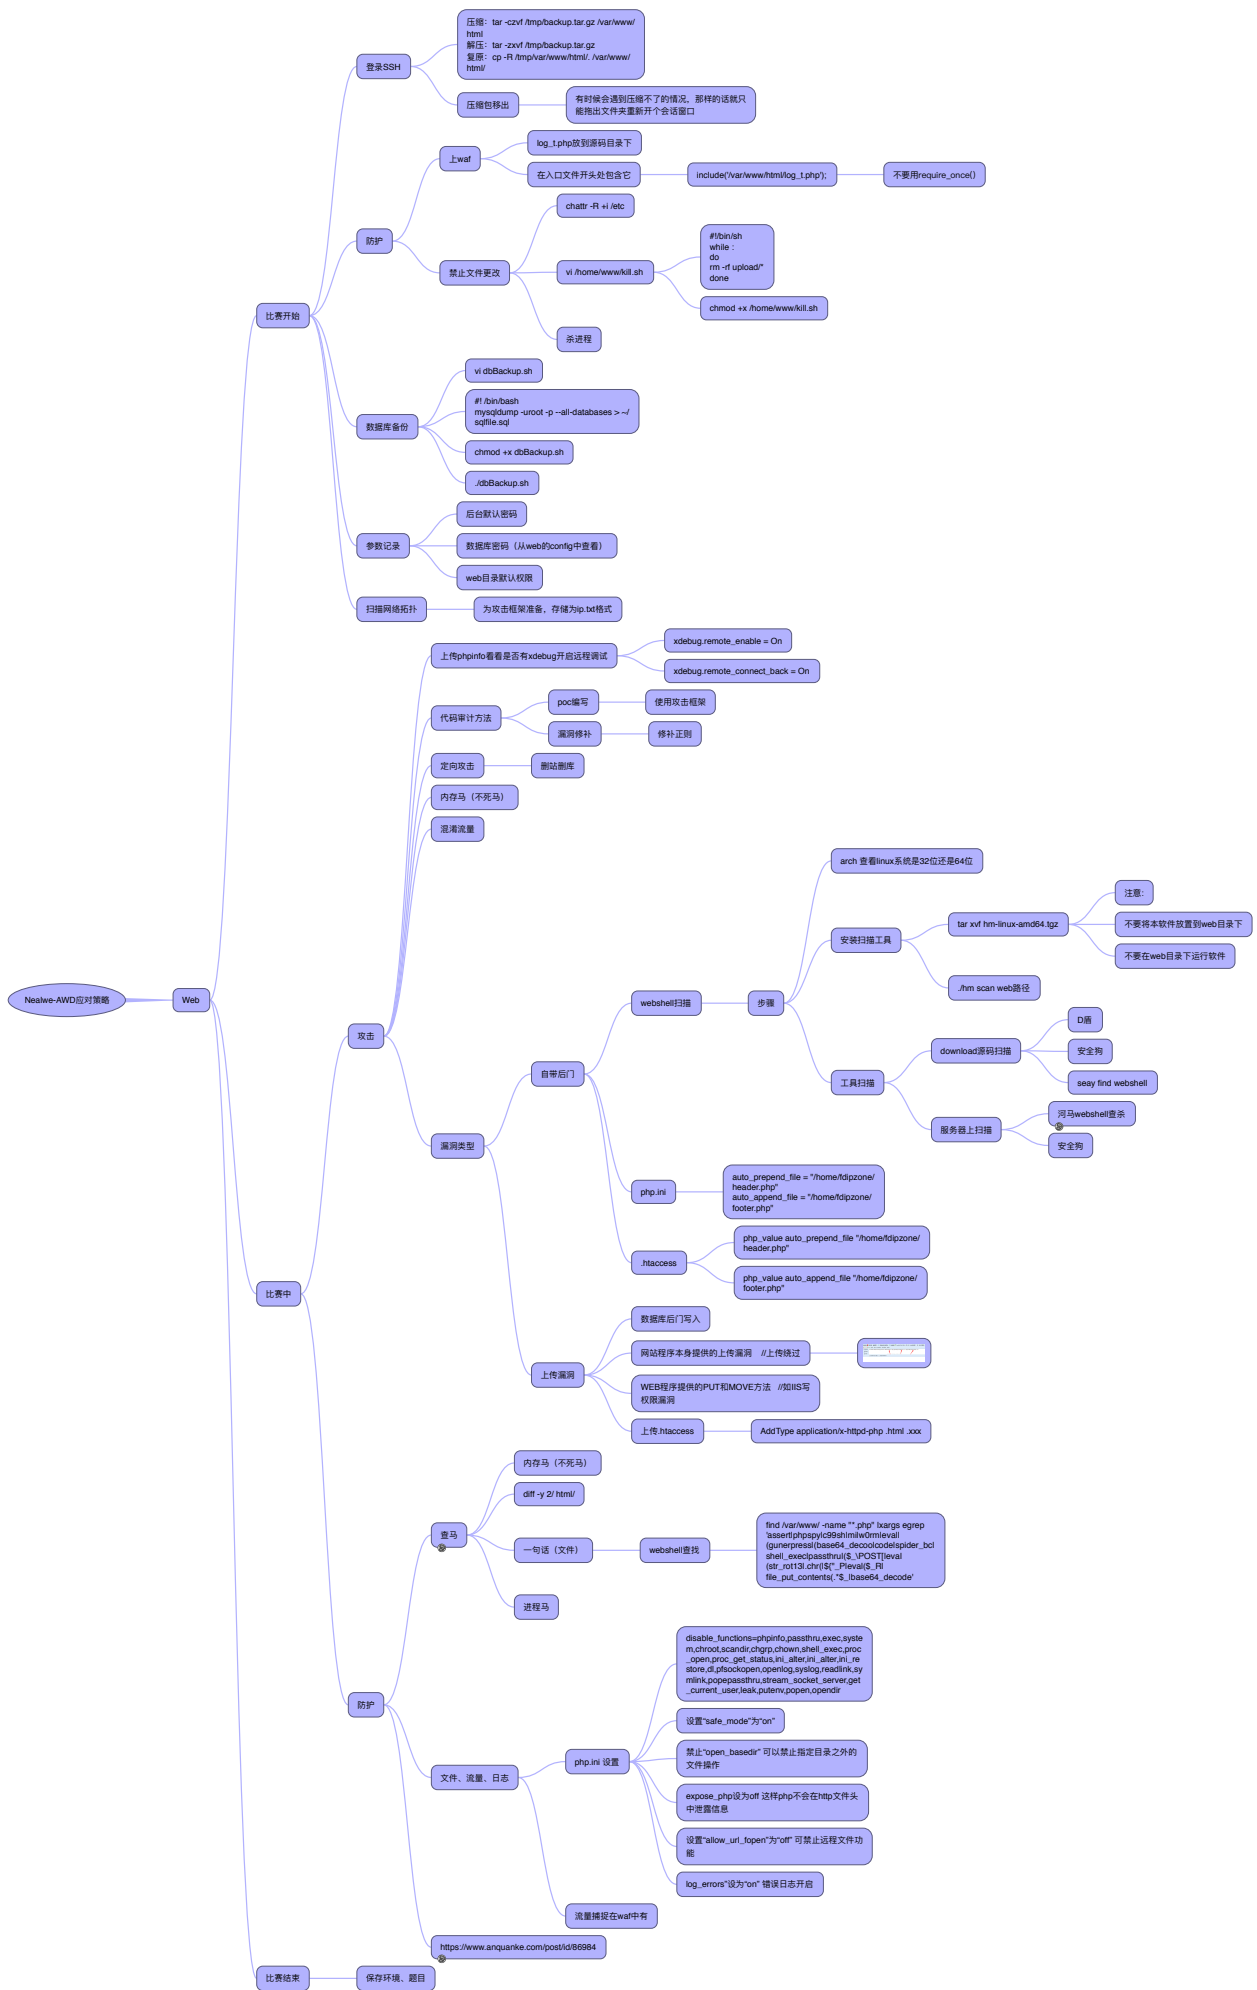 Nealwe-AWD应对策略
Web
比赛开始
登录SSH
压缩：tar -czvf /tmp/backup.tar.gz /var/www/
html
解压：tar -zxvf /tmp/backup.tar.gz
复原：cp -R /tmp/var/www/html/. /var/www/
html/
压缩包移出
有时候会遇到压缩不了的情况，那样的话就只
能拖出文件夹重新开个会话窗口
防护
上waf
log_t.php放到源码目录下
在入口文件开头处包含它
include('/var/www/html/log_t.php');
不要用require_once()
禁止文件更改
chattr -R +i /etc
vi /home/www/kill.sh
#!/bin/sh
while :
do
rm -rf upload/*
done
chmod +x /home/www/kill.sh
杀进程
数据库备份
vi dbBackup.sh
#! /bin/bash
mysqldump -uroot -p --all-databases > ~/
sqlfile.sql
chmod +x dbBackup.sh
./dbBackup.sh
参数记录
后台默认密码
数据库密码（从web的config中查看）
web目录默认权限
扫描网络拓扑
为攻击框架准备，存储为ip.txt格式
比赛中
攻击
上传phpinfo看看是否有xdebug开启远程调试
xdebug.remote_enable = On
xdebug.remote_connect_back = On
代码审计方法
poc编写
使用攻击框架
漏洞修补
修补正则
定向攻击
删站删库
内存马（不死马）
混淆流量
漏洞类型
自带后门
webshell扫描
步骤
arch 查看linux系统是32位还是64位
安装扫描工具
tar xvf hm-linux-amd64.tgz
注意:
不要将本软件放置到web目录下
不要在web目录下运行软件
./hm scan web路径
工具扫描
download源码扫描
D盾
安全狗
seay find webshell
服务器上扫描
河马webshell查杀
安全狗
php.ini
auto_prepend_file = "/home/fdipzone/
header.php"
auto_append_file = "/home/fdipzone/
footer.php"
.htaccess
php_value auto_prepend_file "/home/fdipzone/
header.php"
php_value auto_append_file "/home/fdipzone/
footer.php"
上传漏洞
数据库后门写入
网站程序本身提供的上传漏洞    //上传绕过
WEB程序提供的PUT和MOVE方法   //如IIS写
权限漏洞
上传.htaccess
AddType application/x-httpd-php .html .xxx
防护
查马
内存马（不死马）
diff -y 2/ html/
一句话（文件）
webshell查找
find /var/www/ -name "*.php" |xargs egrep
'assert|phpspy|c99sh|milw0rm|eval|
(gunerpress|(base64_decoolcode|spider_bc|
shell_exec|passthru|($_\POST[|eval
(str_rot13|.chr(|${"_P|eval($_R|
file_put_contents(.*$_|base64_decode'
进程马
文件、流量、日志
php.ini 设置
disable_functions=phpinfo,passthru,exec,syste
m,chroot,scandir,chgrp,chown,shell_exec,proc
_open,proc_get_status,ini_alter,ini_alter,ini_re
store,dl,pfsockopen,openlog,syslog,readlink,sy
mlink,popepassthru,stream_socket_server,get
_current_user,leak,putenv,popen,opendir
设置“safe_mode”为“on”
禁止“open_basedir” 可以禁止指定目录之外的
文件操作
expose_php设为off 这样php不会在http文件头
中泄露信息
设置“allow_url_fopen”为“off” 可禁止远程文件功
能
log_errors”设为“on” 错误日志开启
流量捕捉在waf中有
https://www.anquanke.com/post/id/86984
比赛结束
保存环境、题目